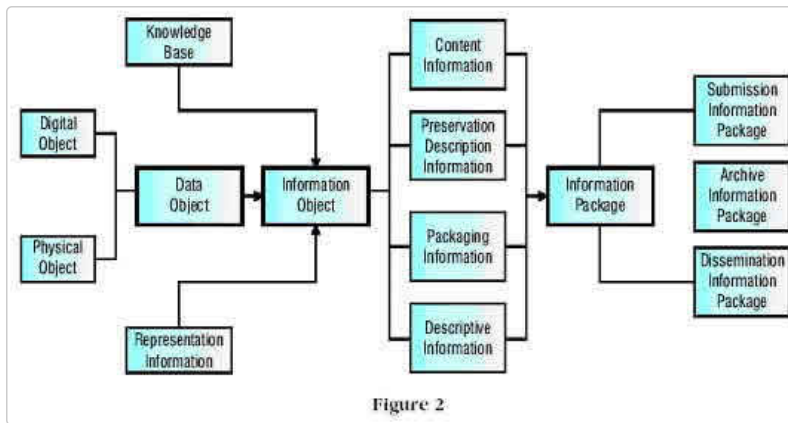 Knowledge
Base
Digital
Object
Physical
Object
Data
Object
Information
Object
Representation
Information
Content
Information
Preservation
Description
Information
Packaging
Information
Descriptive
Information
Information
Package
Submission
Information
Package
Archive
Information
Package
Dissemination
Information
Package
Figure 2